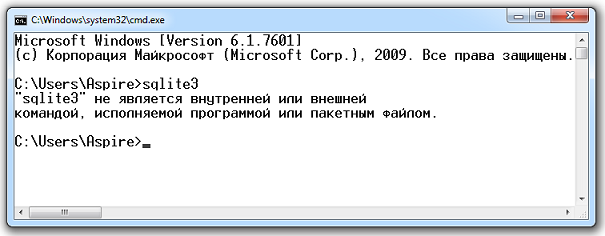 C:\Windows\system32\cmd.exe
Microsoft Windows [Version 6.1.7601]
(c) Корпорация Майкрософт (Microsoft Corp.), 2009. Все права защищены.
C:\Users\Aspire>sqlite3
"sqlite3" не является внутренней или внешней
командой, исполняемой программой или пакетным файлом.
C:\Users\Aspire>